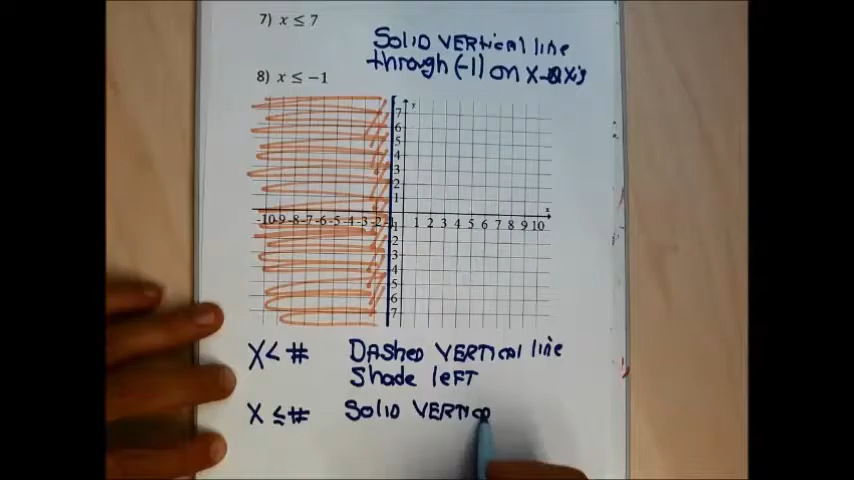 7) x ≤ 7
SOLID VERTICAL line
through (-1) on X-axis
8) x ≤ −1
y
7
6
5
4
3
2
1
x
-10 -9 -8 -7 -6 -5 -4 -3 -2 -1 1 2 3 4 5 6 7 8 9 10
1
2
3
4
5
6
7
X < # DASHED VERTICAL line
Shade left
X ≤ # SOLID VERTICA